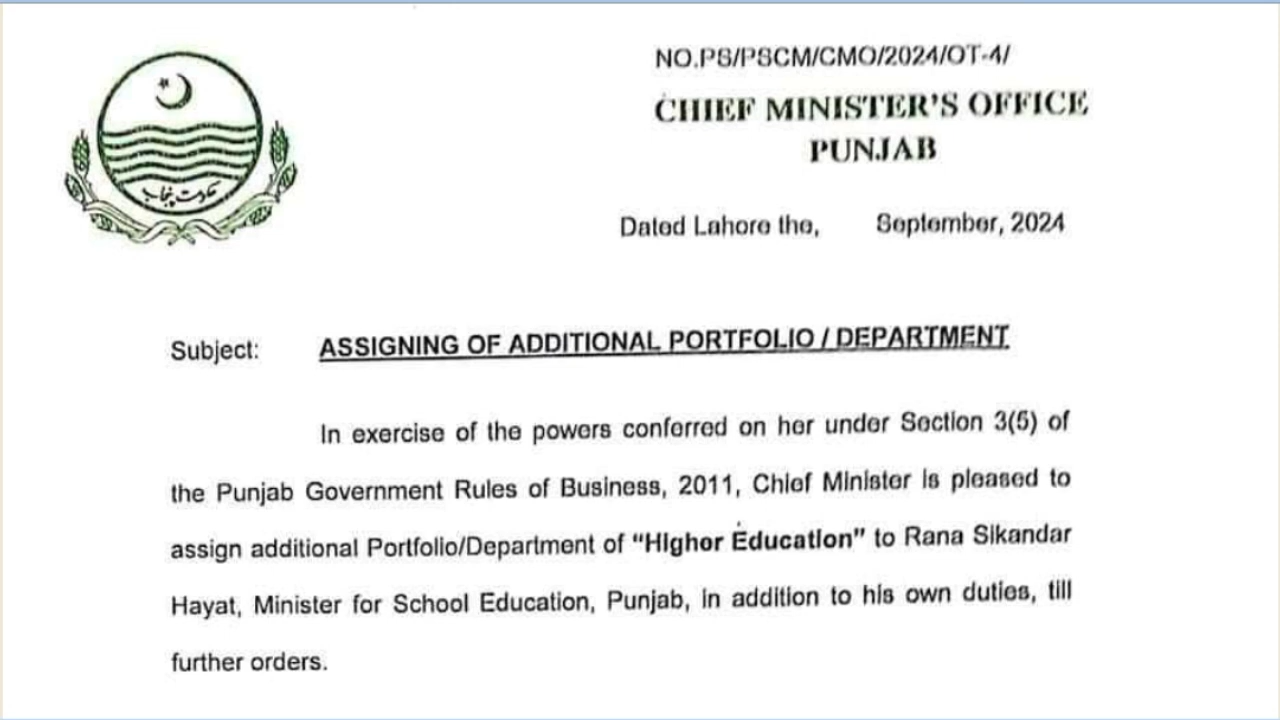 NO.PS/PSCM/CMO/2024/OT-4/
CHIEF MINISTER'S OFFICE
PUNJAB
حکومت پنجاب
Dated Lahore the, September, 2024
Subject: ASSIGNING OF ADDITIONAL PORTFOLIO / DEPARTMENT
In exercise of the powers conferred on her under Section 3(5) of
the Punjab Government Rules of Business, 2011, Chief Minister is pleased to
assign additional Portfolio/Department of “Higher Education” to Rana Sikandar
Hayat, Minister for School Education, Punjab, in addition to his own duties, till
further orders.